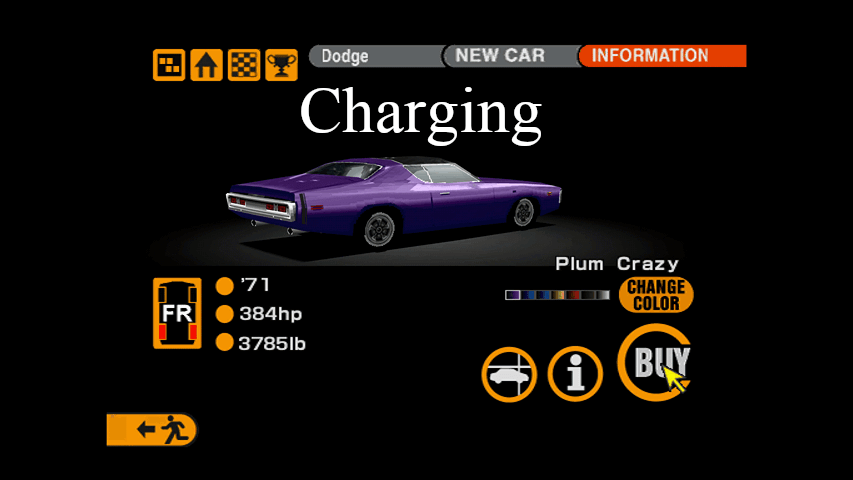 Dodge NEW CAR INFORMATION
Charging
Plum Crazy
CHANGE
COLOR
FR
'71
384hp
3785lb
i
BUY